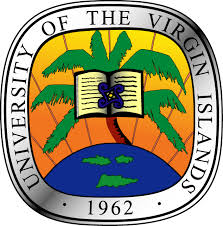 UNIVERSITY OF THE VIRGIN ISLANDS
· 1962 ·